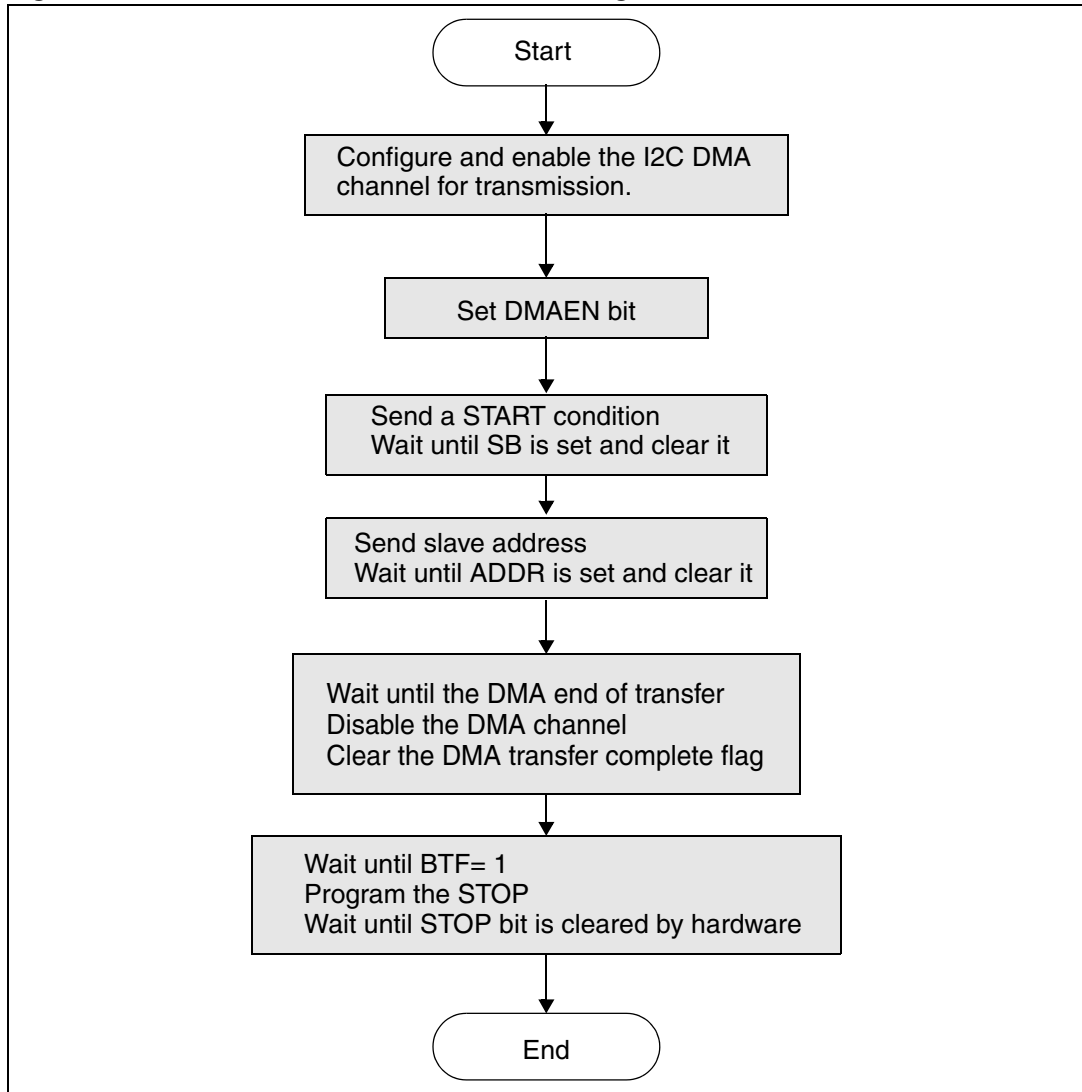 Start
Configure and enable the I2C DMA
channel for transmission.
Set DMAEN bit
Send a START condition
Wait until SB is set and clear it
Send slave address
Wait until ADDR is set and clear it
Wait until the DMA end of transfer
Disable the DMA channel
Clear the DMA transfer complete flag
Wait until BTF= 1
Program the STOP
Wait until STOP bit is cleared by hardware
End